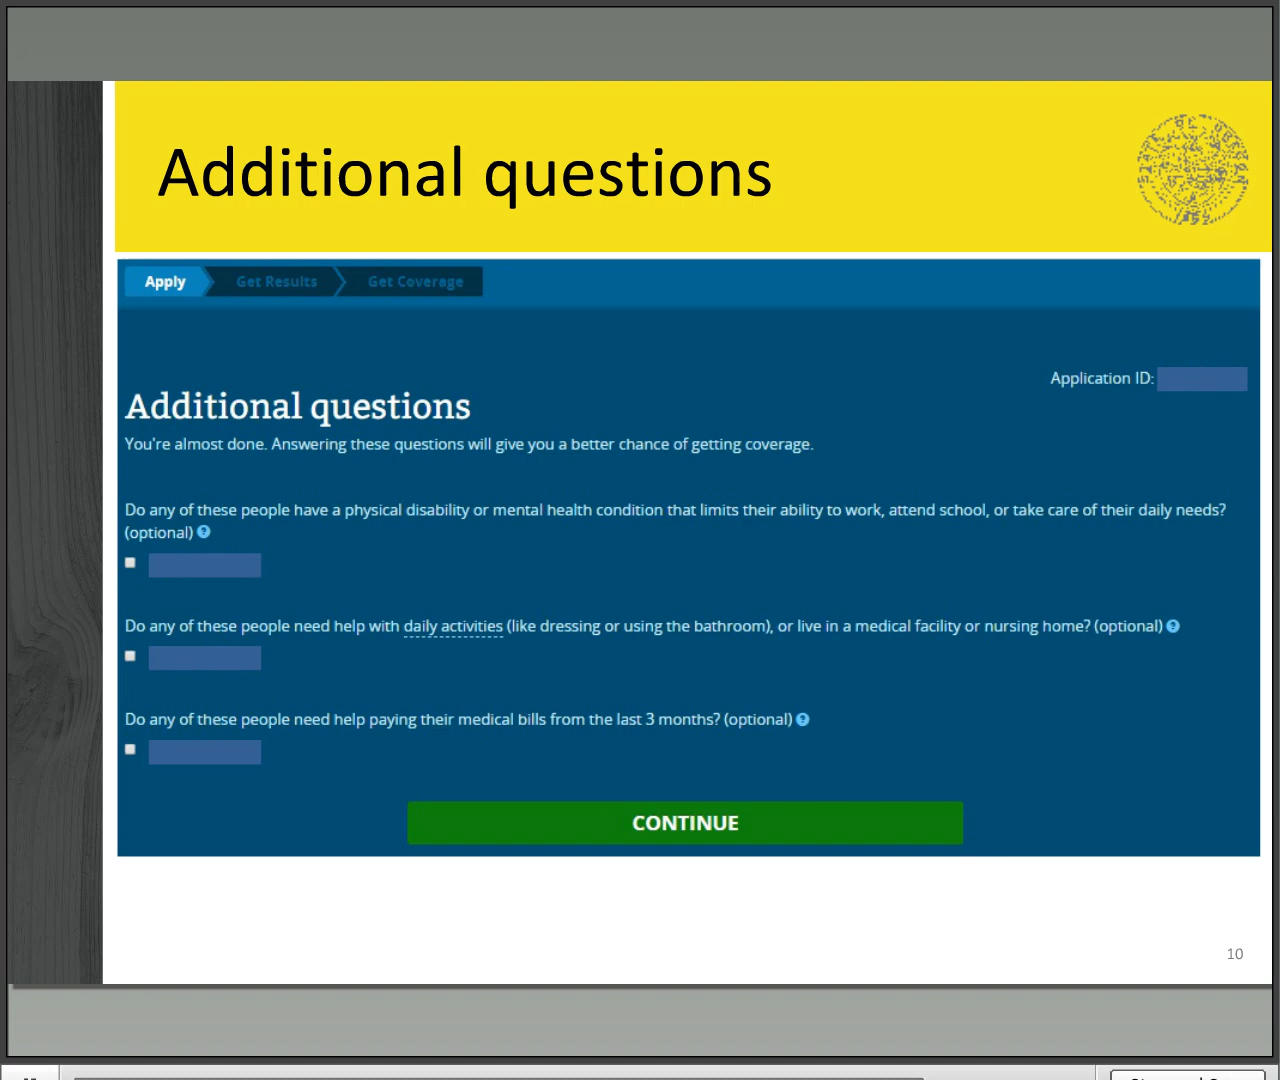 Additional questions
Apply
Get Results
Get Coverage
Application ID:
Additional questions
You're almost done. Answering these questions will give you a better chance of getting coverage.
Do any of these people have a physical disability or mental health condition that limits their ability to work, attend school, or take care of their daily needs?
(optional) ?
Do any of these people need help with daily activities (like dressing or using the bathroom), or live in a medical facility or nursing home? (optional) ?
Do any of these people need help paying their medical bills from the last 3 months? (optional) ?
CONTINUE
10